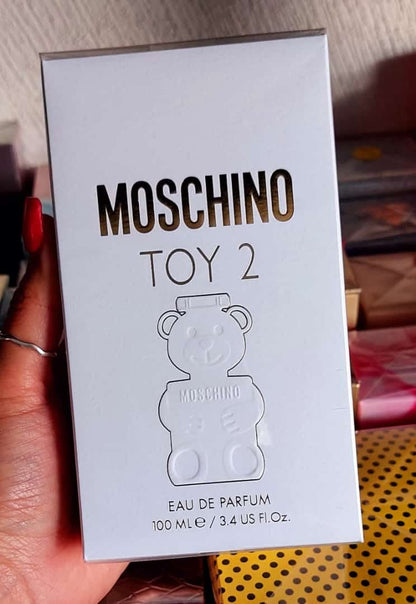 MOSCHINO
TOY 2
MOSCHINO
EAU DE PARFUM
100 ML ℮ / 3.4 US Fl.Oz.